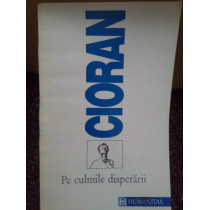 CIORAN
Pe culmile disperării
HUMANITAS